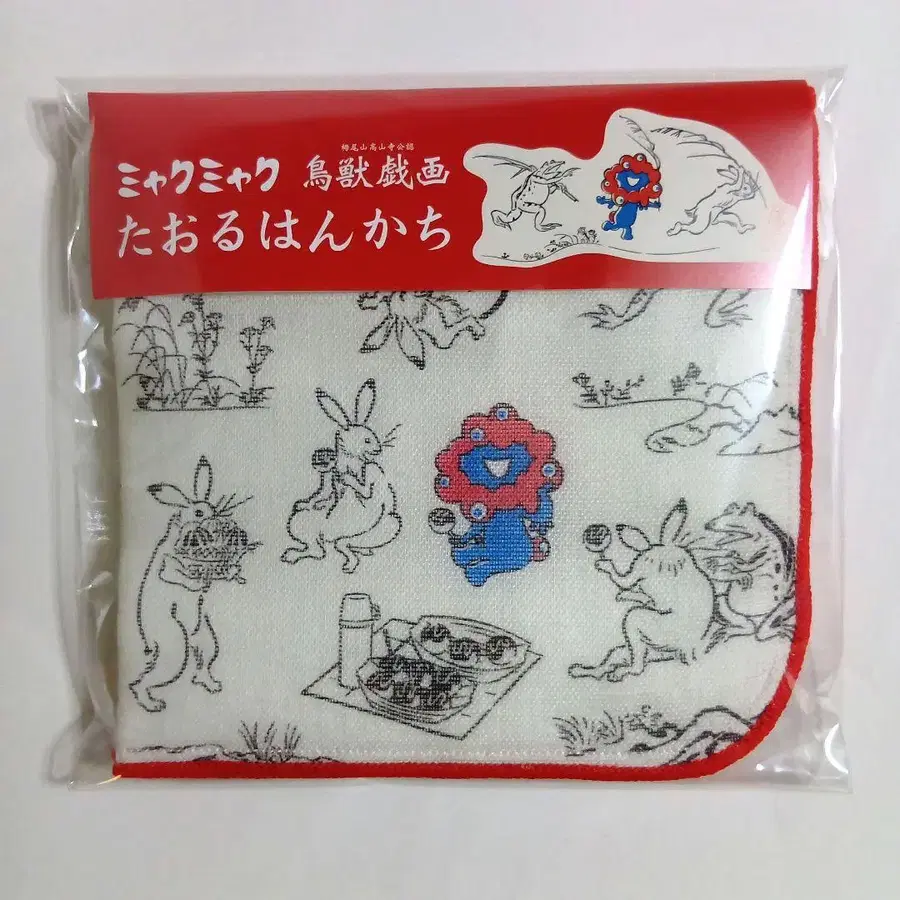 栂尾山高山寺公認
ミャクミャク 鳥獣戯画
たおるはんかち